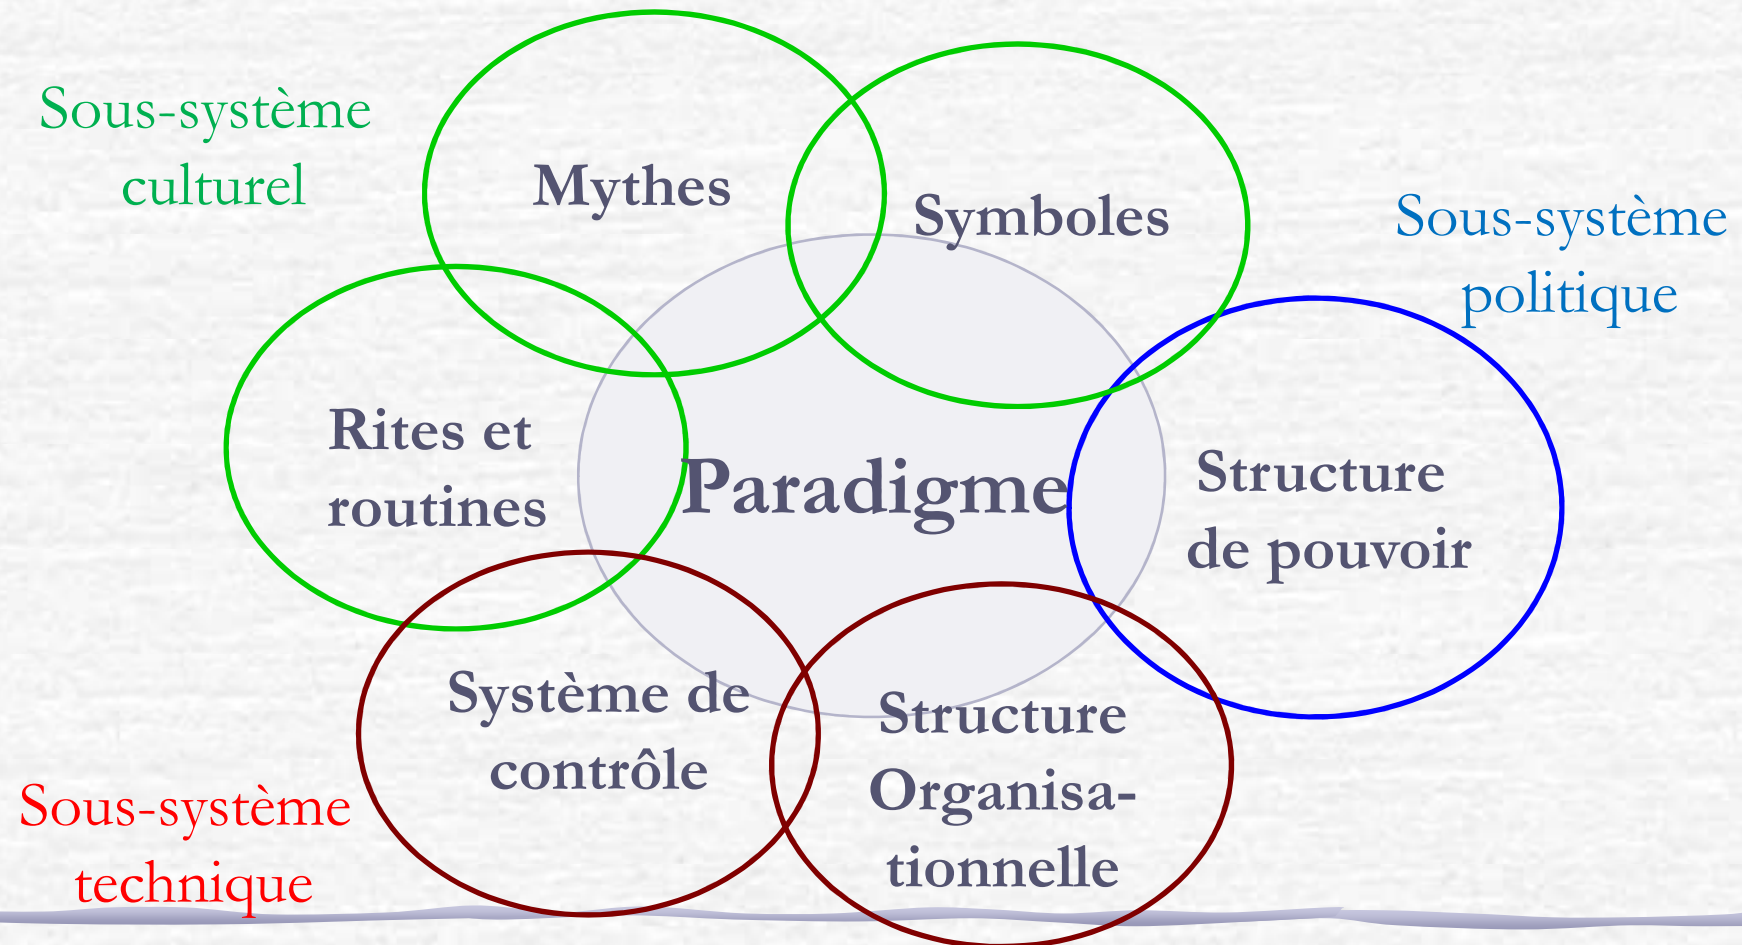 Sous-système
culturel
Mythes
Symboles
Sous-système
politique
Rites et
routines
Paradigme
Structure
de pouvoir
Système de
contrôle
Structure
Organisa-
tionnelle
Sous-système
technique